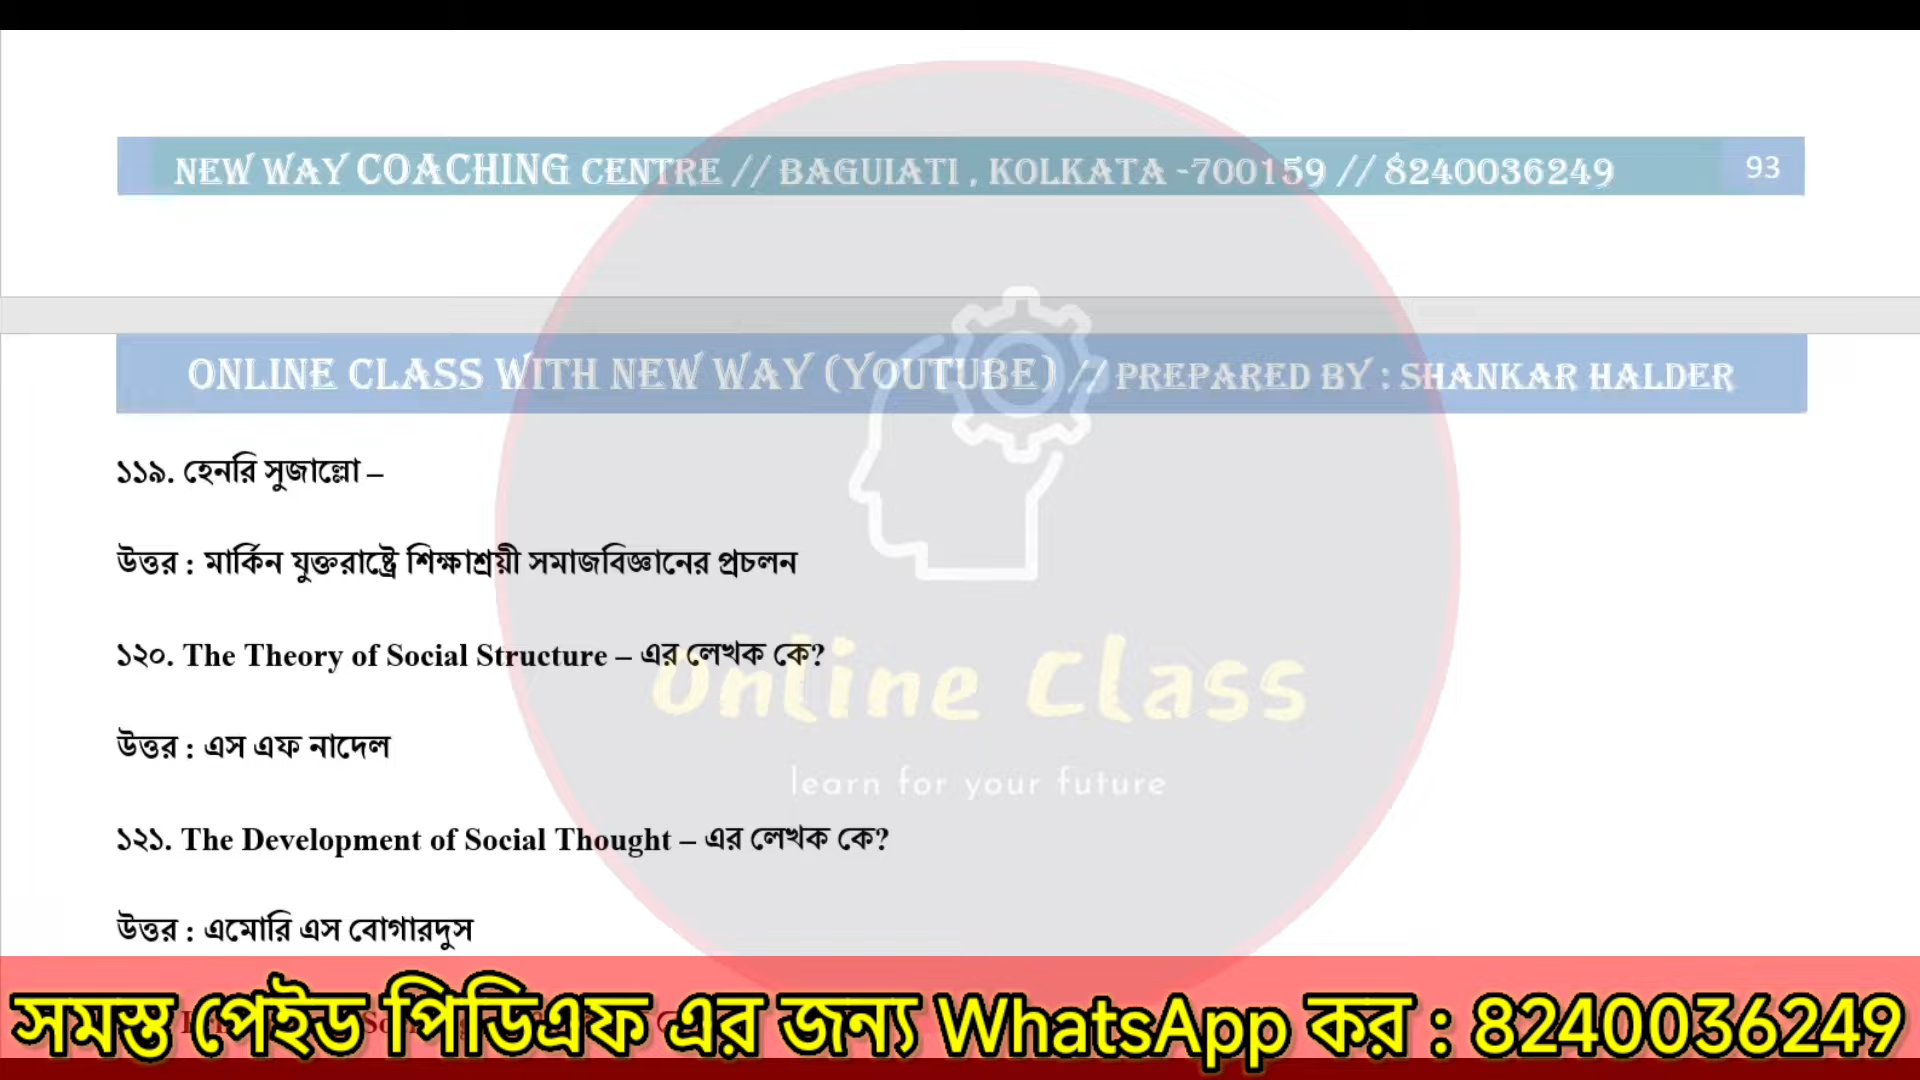 NEW WAY COACHING CENTRE // BAGUIATI , KOLKATA -700159 // 8240036249 93
ONLINE CLASS WITH NEW WAY (YOUTUBE) // PREPARED BY : SHANKAR HALDER
১১৯. হেনরি সুজাল্লো –
উত্তর : মার্কিন যুক্তরাষ্ট্রে শিক্ষাশ্রয়ী সমাজবিজ্ঞানের প্রচলন
১২০. The Theory of Social Structure – এর লেখক কে?
Online Class
উত্তর : এস এফ নাদেল
learn for your future
১২১. The Development of Social Thought – এর লেখক কে?
উত্তর : এমোরি এস বোগারদুস
সমস্ত পেইড পিডিএফ এর জন্য WhatsApp কর : 8240036249